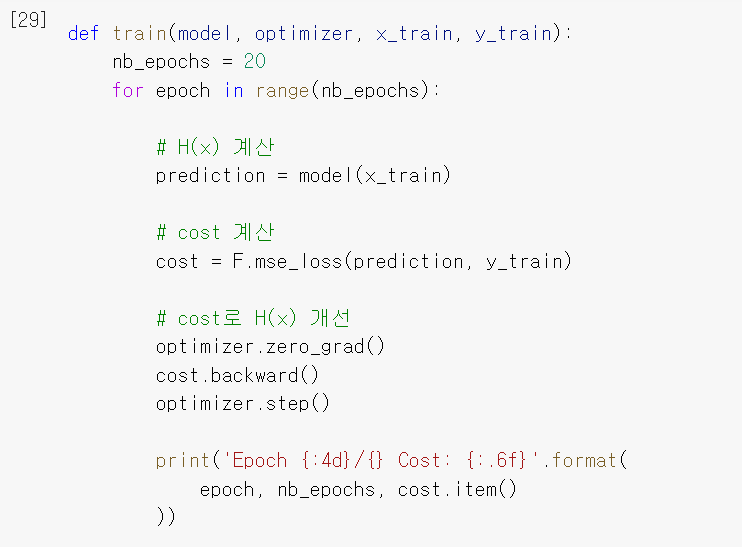 [29]
def train(model, optimizer, x_train, y_train):
    nb_epochs = 20
    for epoch in range(nb_epochs):

        # H(x) 계산
        prediction = model(x_train)

        # cost 계산
        cost = F.mse_loss(prediction, y_train)

        # cost로 H(x) 개선
        optimizer.zero_grad()
        cost.backward()
        optimizer.step()

        print('Epoch {:4d}/{} Cost: {:.6f}'.format(
            epoch, nb_epochs, cost.item()
        ))